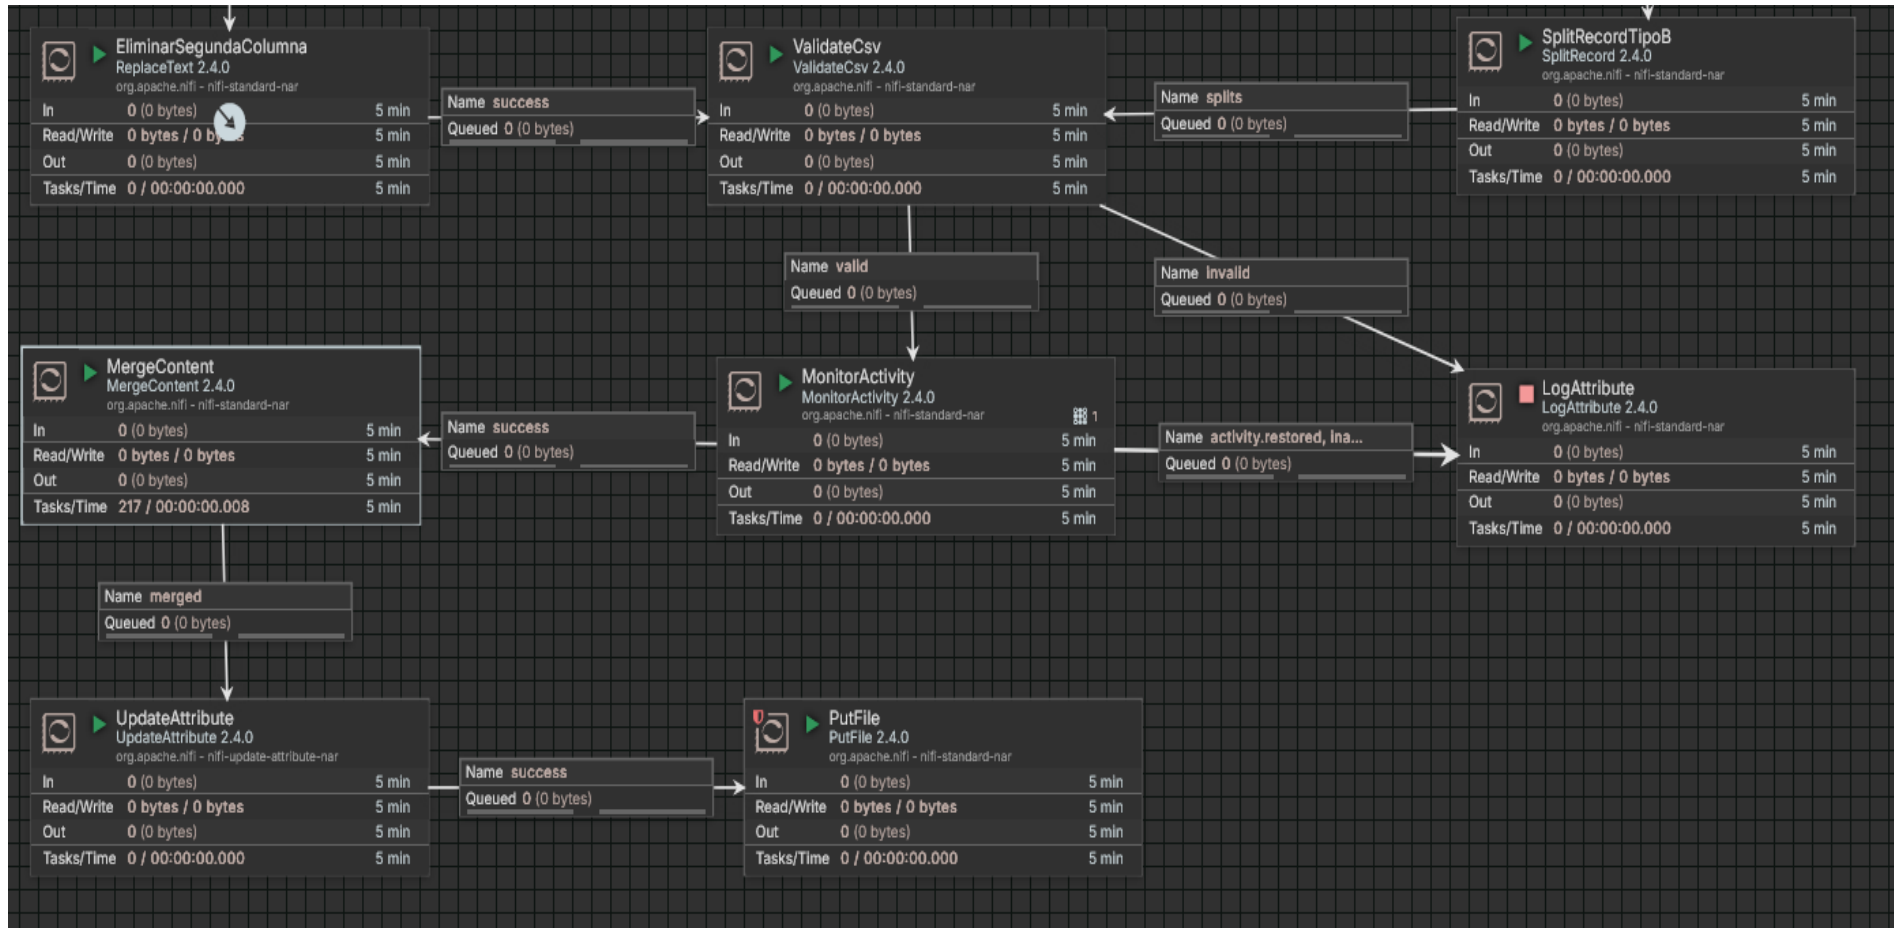 EliminarSegundaColumna
ReplaceText 2.4.0
org.apache.nifi - nifi-standard-nar
In 0 (0 bytes) 5 min
Read/Write 0 bytes / 0 bytes 5 min
Out 0 (0 bytes) 5 min
Tasks/Time 0 / 00:00:00.000 5 min
Name success
Queued 0 (0 bytes)
ValidateCsv
ValidateCsv 2.4.0
org.apache.nifi - nifi-standard-nar
In 0 (0 bytes) 5 min
Read/Write 0 bytes / 0 bytes 5 min
Out 0 (0 bytes) 5 min
Tasks/Time 0 / 00:00:00.000 5 min
Name splits
Queued 0 (0 bytes)
SplitRecordTipoB
SplitRecord 2.4.0
org.apache.nifi - nifi-standard-nar
In 0 (0 bytes) 5 min
Read/Write 0 bytes / 0 bytes 5 min
Out 0 (0 bytes) 5 min
Tasks/Time 0 / 00:00:00.000 5 min
Name valid
Queued 0 (0 bytes)
Name invalid
Queued 0 (0 bytes)
MergeContent
MergeContent 2.4.0
org.apache.nifi - nifi-standard-nar
In 0 (0 bytes) 5 min
Read/Write 0 bytes / 0 bytes 5 min
Out 0 (0 bytes) 5 min
Tasks/Time 217 / 00:00:00.008 5 min
Name success
Queued 0 (0 bytes)
MonitorActivity
MonitorActivity 2.4.0
org.apache.nifi - nifi-standard-nar
1
In 0 (0 bytes) 5 min
Read/Write 0 bytes / 0 bytes 5 min
Out 0 (0 bytes) 5 min
Tasks/Time 0 / 00:00:00.000 5 min
Name activity.restored, ina...
Queued 0 (0 bytes)
LogAttribute
LogAttribute 2.4.0
org.apache.nifi - nifi-standard-nar
In 0 (0 bytes) 5 min
Read/Write 0 bytes / 0 bytes 5 min
Out 0 (0 bytes) 5 min
Tasks/Time 0 / 00:00:00.000 5 min
Name merged
Queued 0 (0 bytes)
UpdateAttribute
UpdateAttribute 2.4.0
org.apache.nifi - nifi-update-attribute-nar
In 0 (0 bytes) 5 min
Read/Write 0 bytes / 0 bytes 5 min
Out 0 (0 bytes) 5 min
Tasks/Time 0 / 00:00:00.000 5 min
Name success
Queued 0 (0 bytes)
PutFile
PutFile 2.4.0
org.apache.nifi - nifi-standard-nar
In 0 (0 bytes) 5 min
Read/Write 0 bytes / 0 bytes 5 min
Out 0 (0 bytes) 5 min
Tasks/Time 0 / 00:00:00.000 5 min